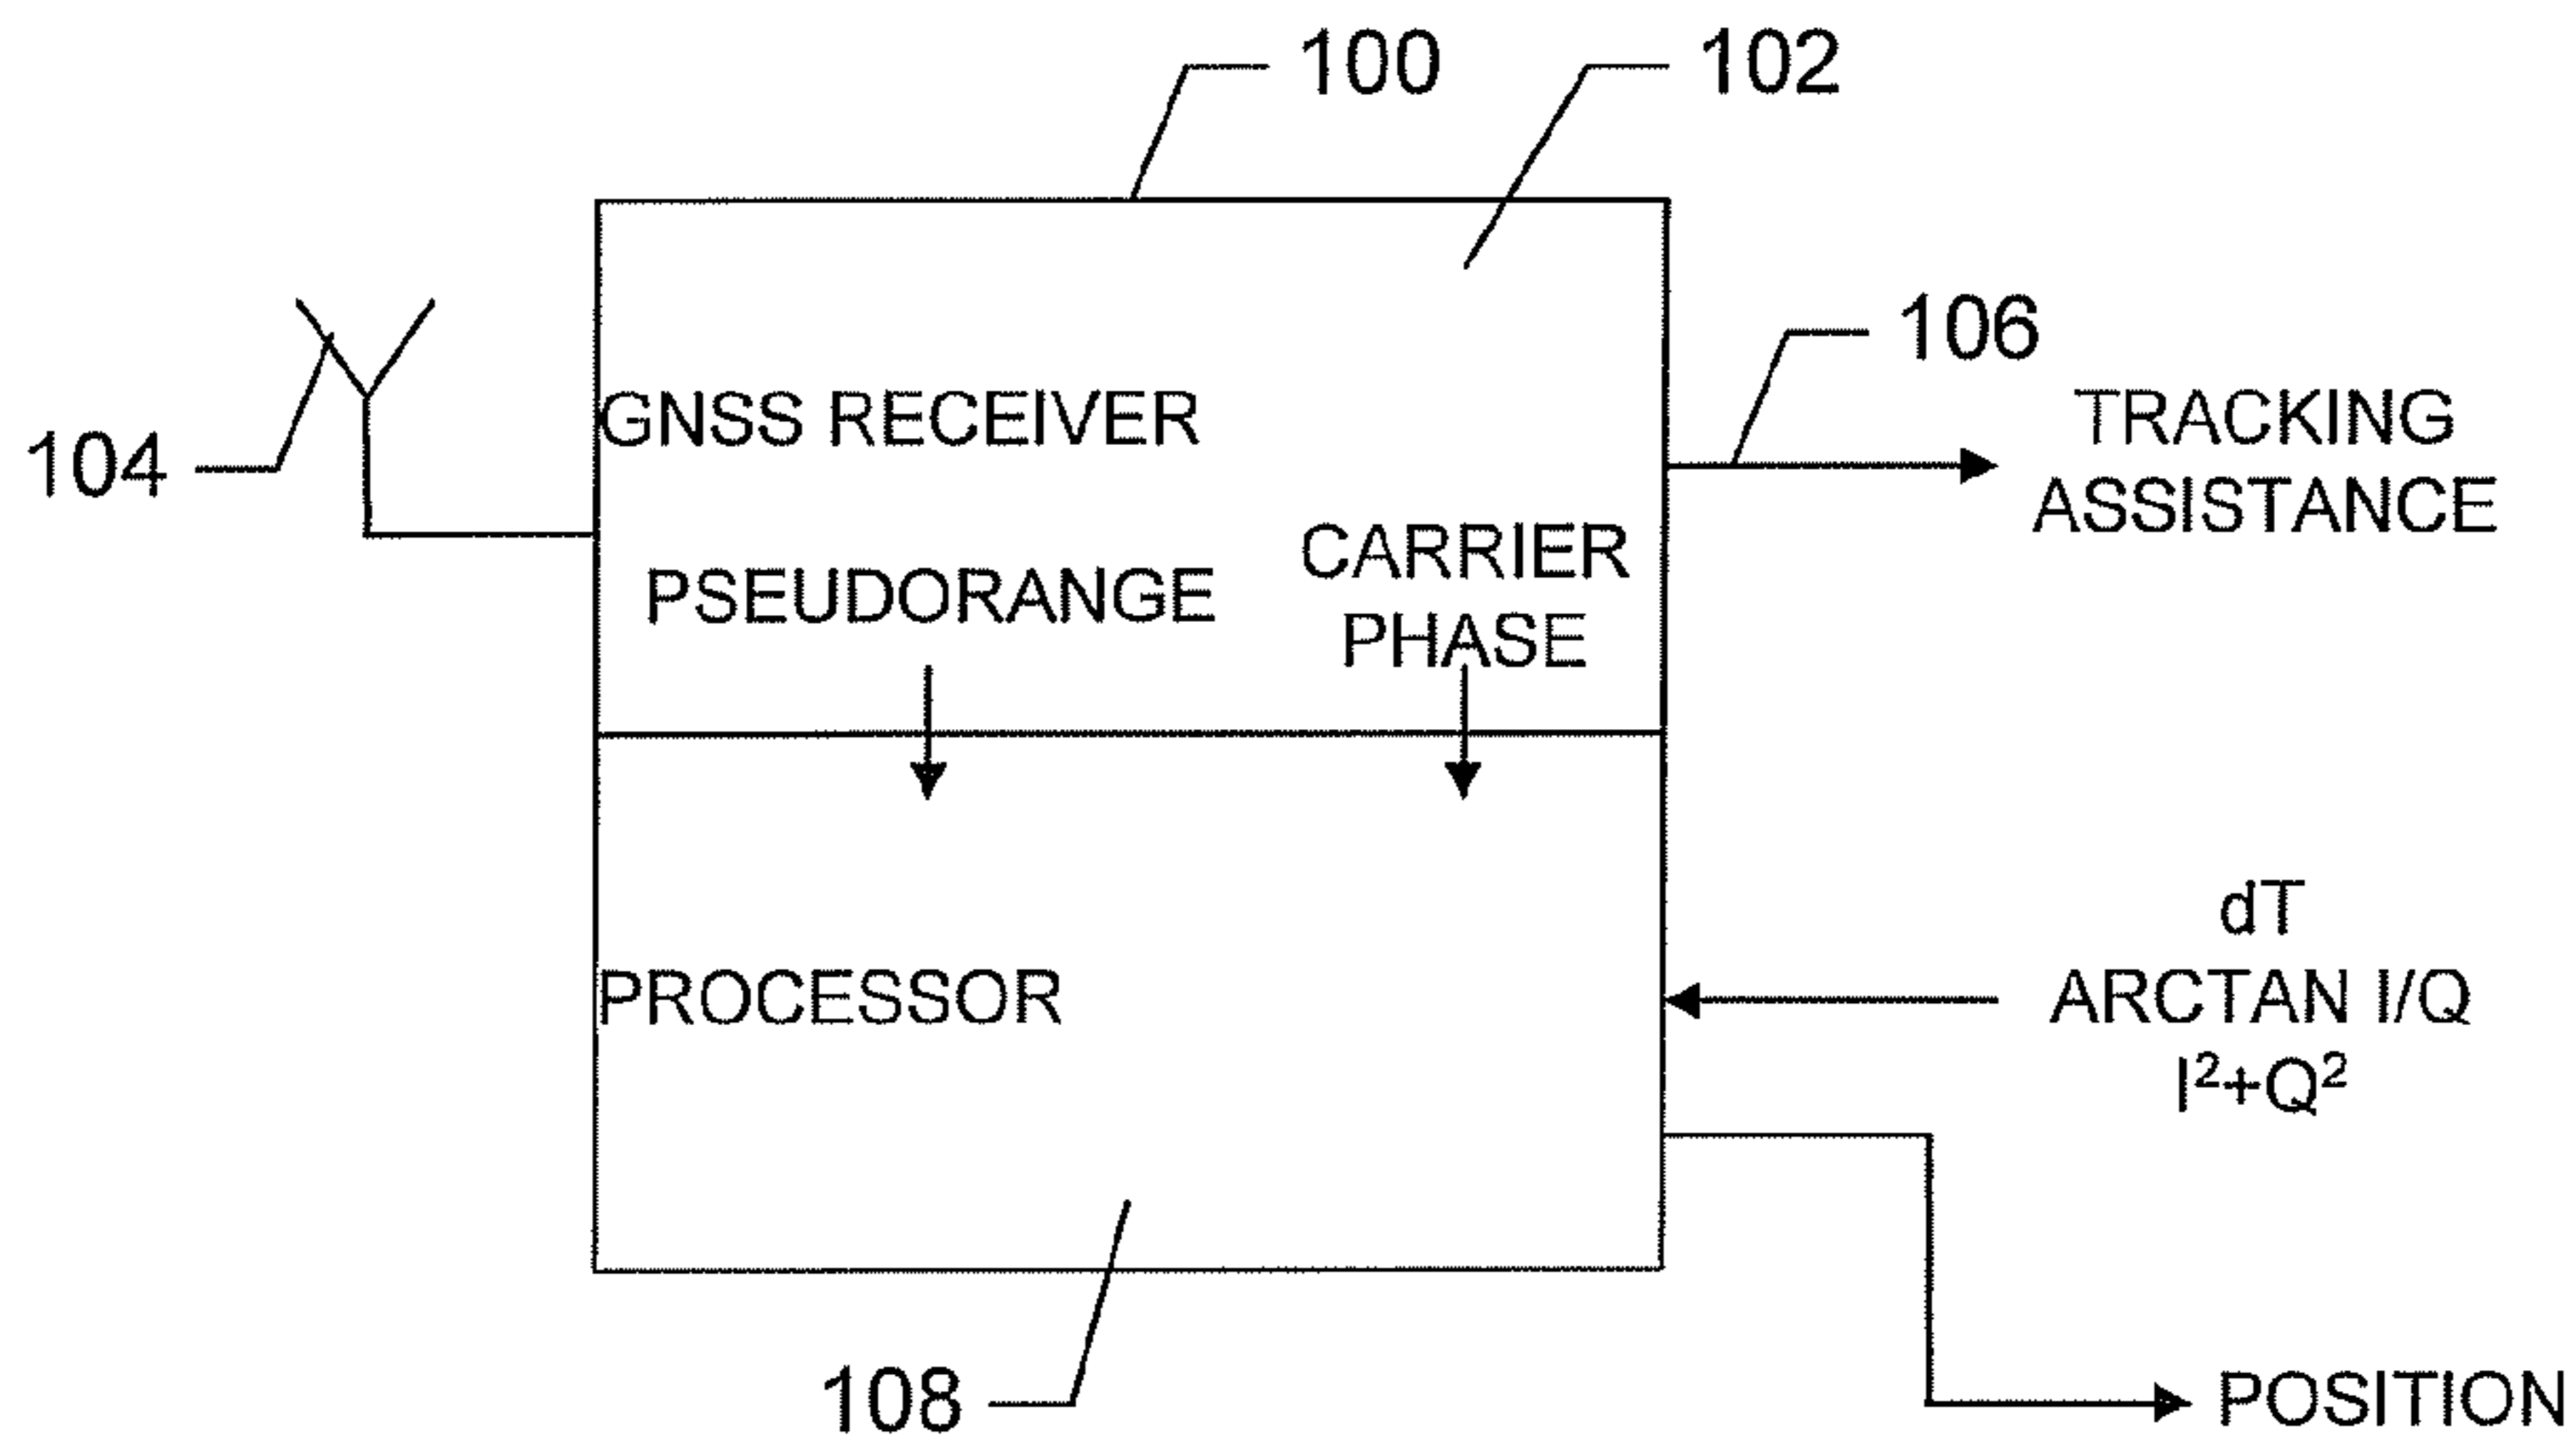 100
102
104
106
GNSS RECEIVER
TRACKING
ASSISTANCE
PSEUDORANGE
CARRIER
PHASE
PROCESSOR
dT
ARCTAN I/Q
I²+Q²
108
POSITION